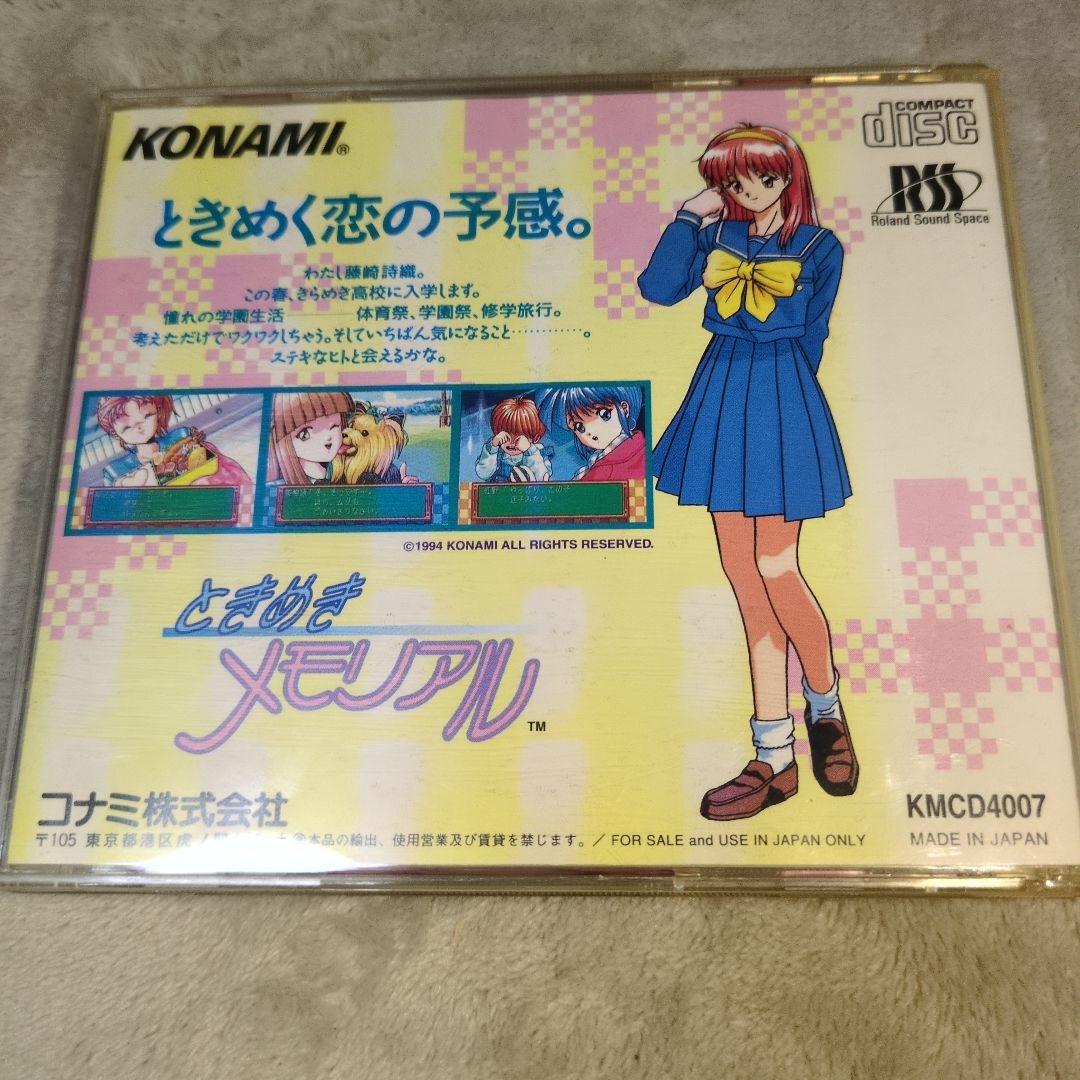 KONAMI®
COMPACT
disc
RSS
Roland Sound Space
ときめく恋の予感。
わたし藤崎詩織。
この春、きらめき高校に入学します。
憧れの学園生活────体育祭、学園祭、修学旅行。
考えただけでワクワクしちゃう。そしていちばん気になること…………。
ステキなヒトと会えるかな。
©1994 KONAMI ALL RIGHTS RESERVED.
ときめき
メモリアル
TM
コナミ株式会社
KMCD4007
〒105 東京都港区虎ノ門 本品の輸出、使用営業及び賃貸を禁じます。/ FOR SALE and USE IN JAPAN ONLY
MADE IN JAPAN